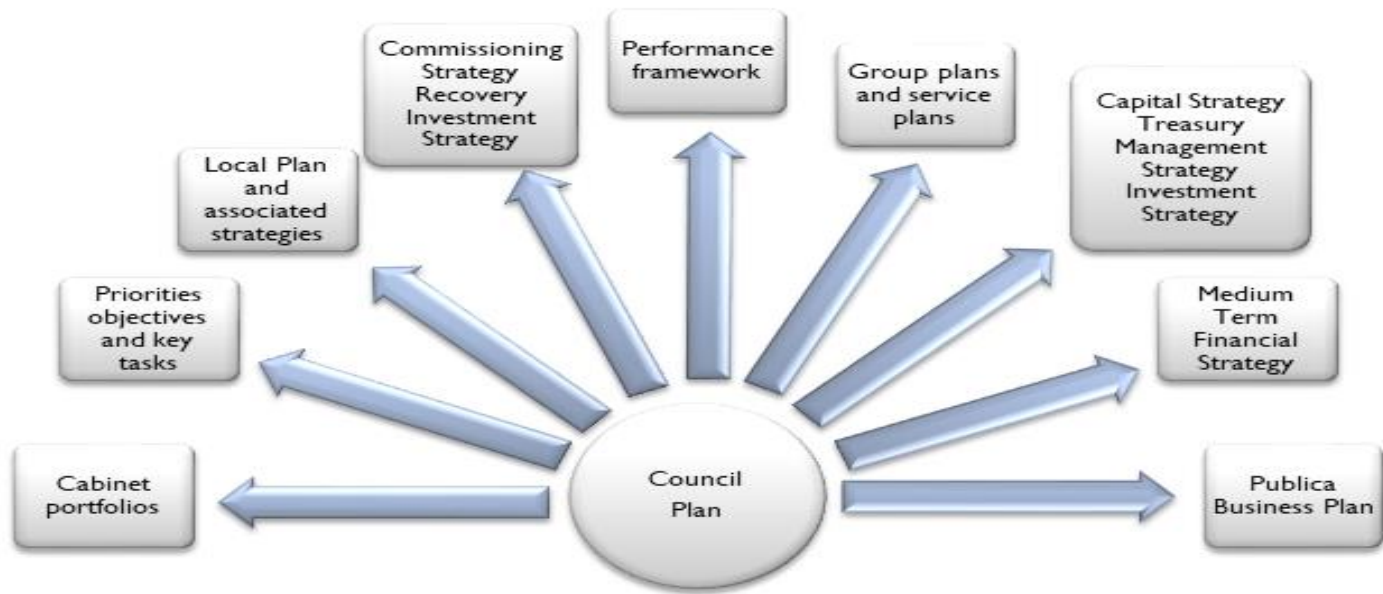 Commissioning
Strategy
Recovery
Investment
Strategy
Performance
framework
Group plans
and service
plans
Capital Strategy
Treasury
Management
Strategy
Investment
Strategy
Local Plan
and
associated
strategies
Priorities
objectives
and key
tasks
Medium
Term
Financial
Strategy
Cabinet
portfolios
Council
Plan
Publica
Business Plan